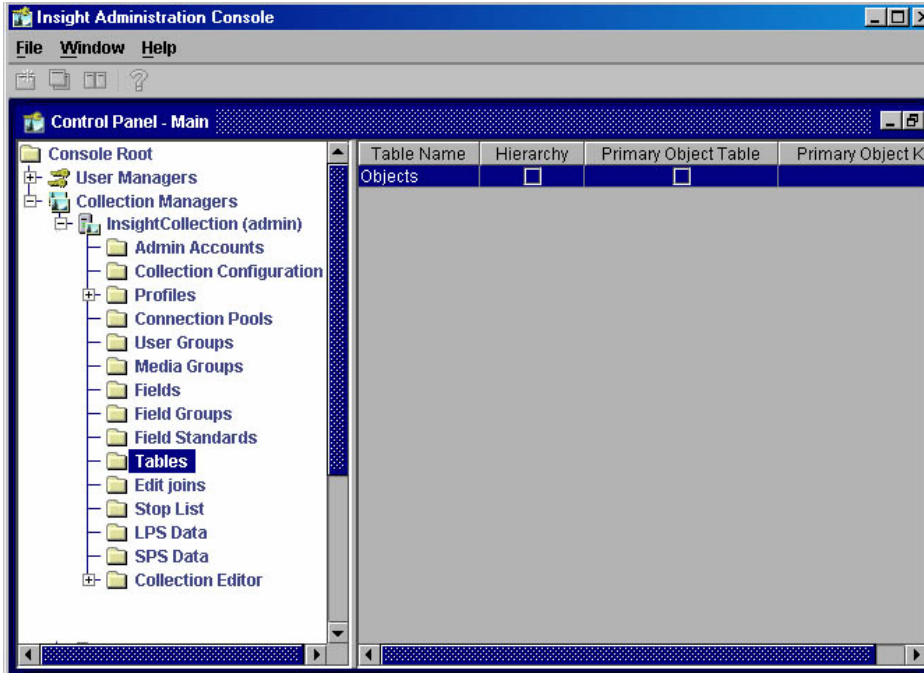 Insight Administration Console
File Window Help
Control Panel - Main
Console Root
User Managers
Collection Managers
InsightCollection (admin)
Admin Accounts
Collection Configuration
Profiles
Connection Pools
User Groups
Media Groups
Fields
Field Groups
Field Standards
Tables
Edit joins
Stop List
LPS Data
SPS Data
Collection Editor
Table Name Hierarchy Primary Object Table Primary Object K
Objects